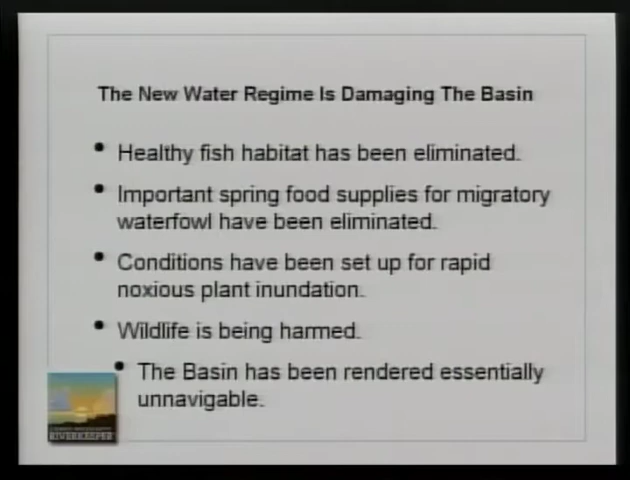 The New Water Regime Is Damaging The Basin
• Healthy fish habitat has been eliminated.
• Important spring food supplies for migratory
waterfowl have been eliminated.
• Conditions have been set up for rapid
noxious plant inundation.
• Wildlife is being harmed.
• The Basin has been rendered essentially
unnavigable.
RIVERKEEPER